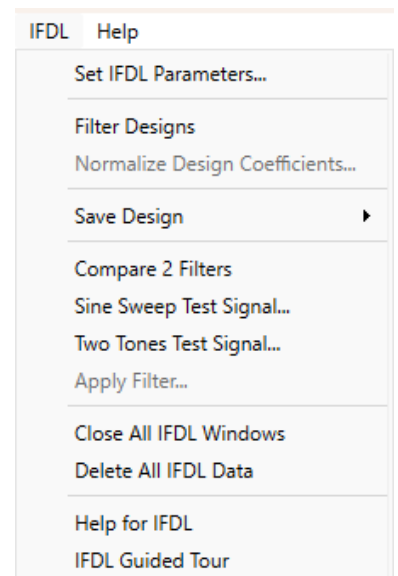 IFDL Help
Set IFDL Parameters...
Filter Designs
Normalize Design Coefficients...
Save Design
Compare 2 Filters
Sine Sweep Test Signal...
Two Tones Test Signal...
Apply Filter...
Close All IFDL Windows
Delete All IFDL Data
Help for IFDL
IFDL Guided Tour